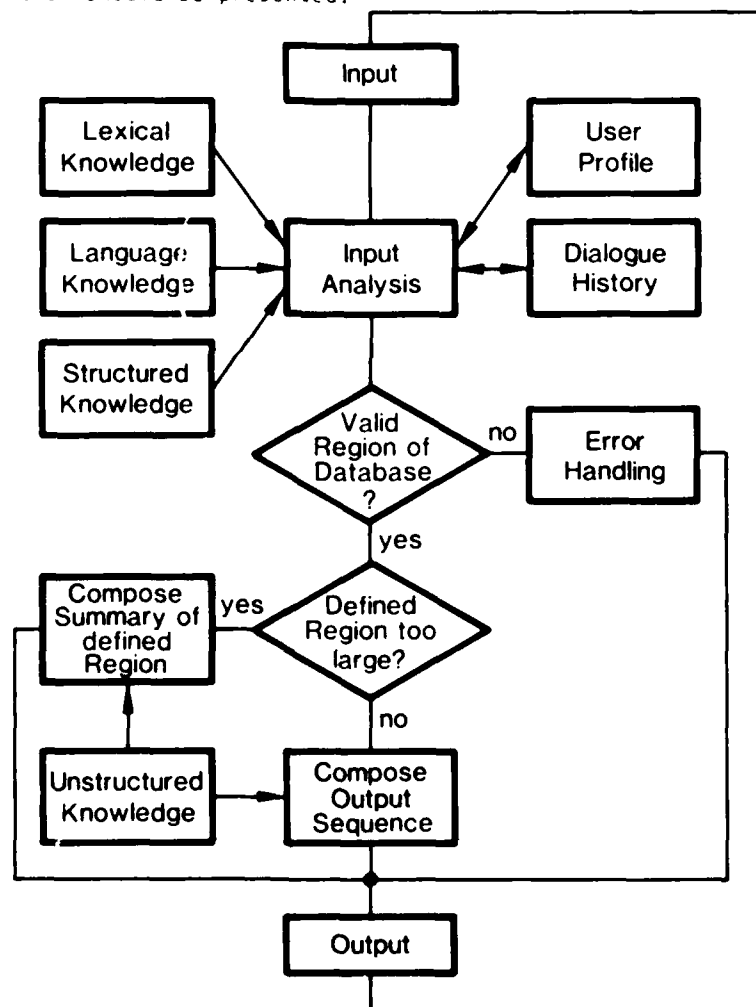 Input
Lexical
Knowledge
User
Profile
Language
Knowledge
Input
Analysis
Dialogue
History
Structured
Knowledge
Valid
Region of
Database
?
no
Error
Handling
yes
Compose
Summary of
defined
Region
yes
Defined
Region too
large?
no
Unstructured
Knowledge
Compose
Output
Sequence
Output